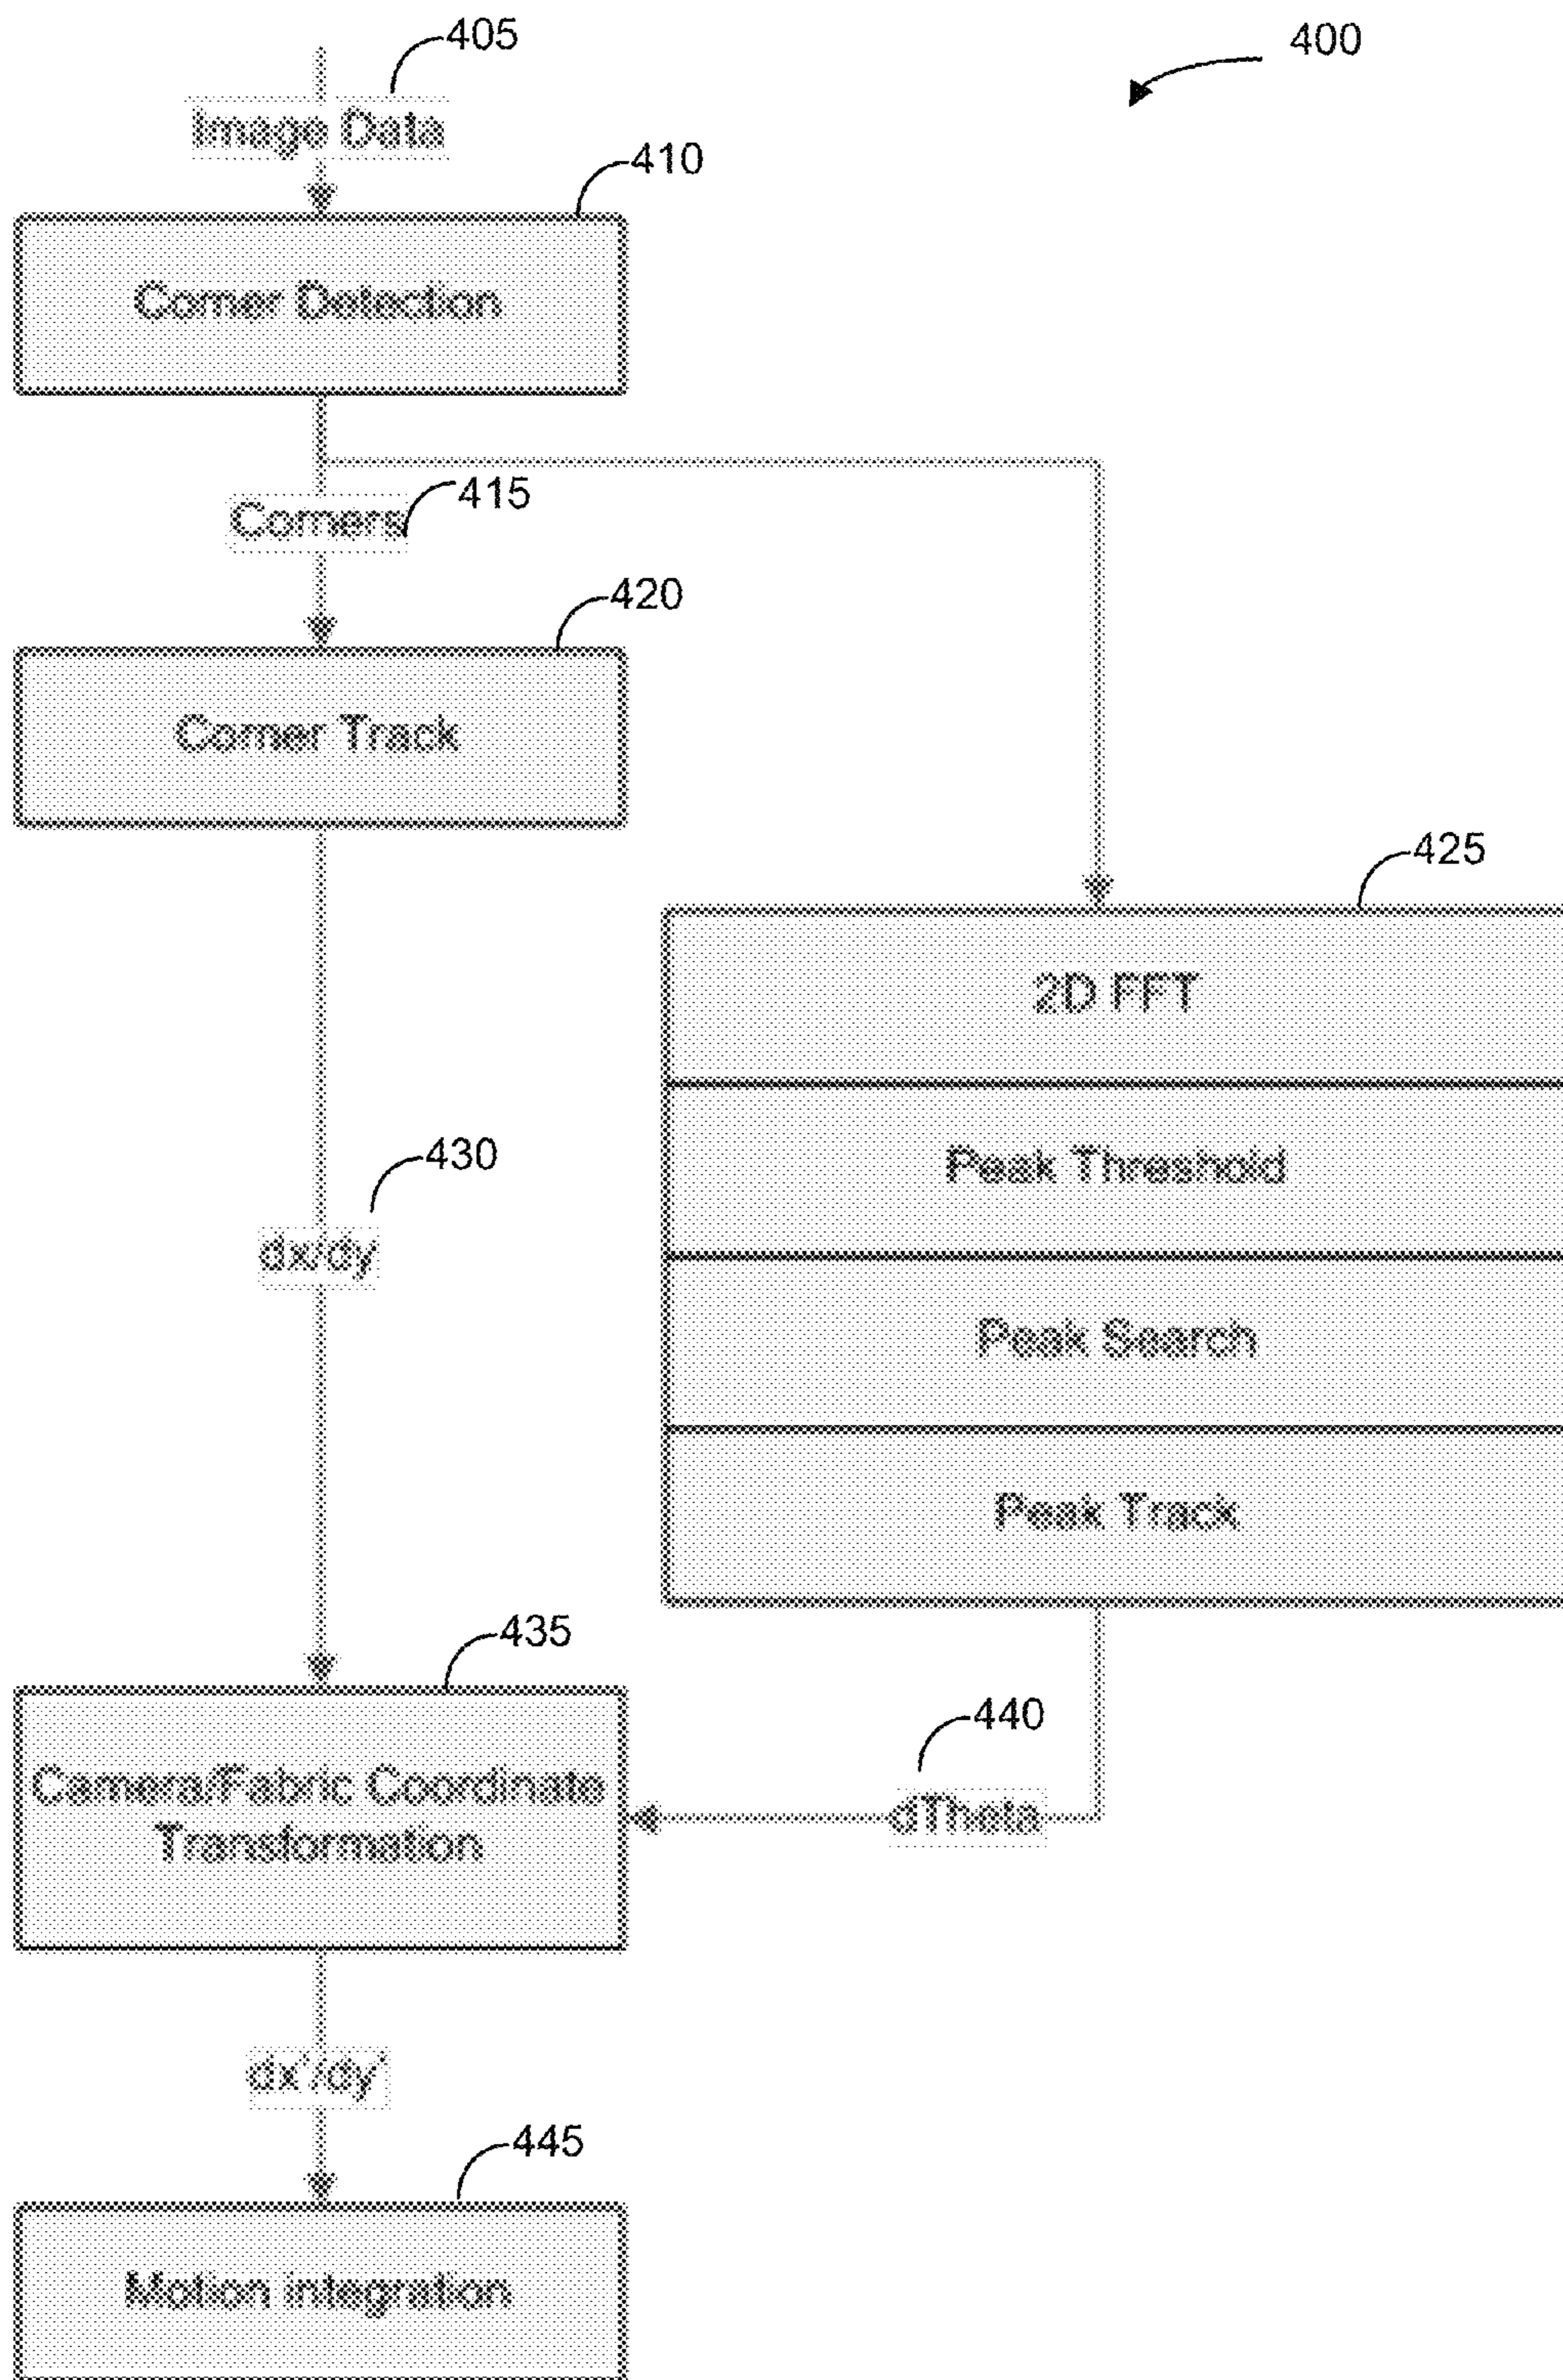 405
400
Image Data
410
Corner Detection
415
Corners
420
Corner Track
425
2D FFT
430
Peak Threshold
dx/dy
Peak Search
Peak Track
435
440
Camera/Fabric Coordinate
Transformation
dTheta
dx'/dy'
445
Motion integration